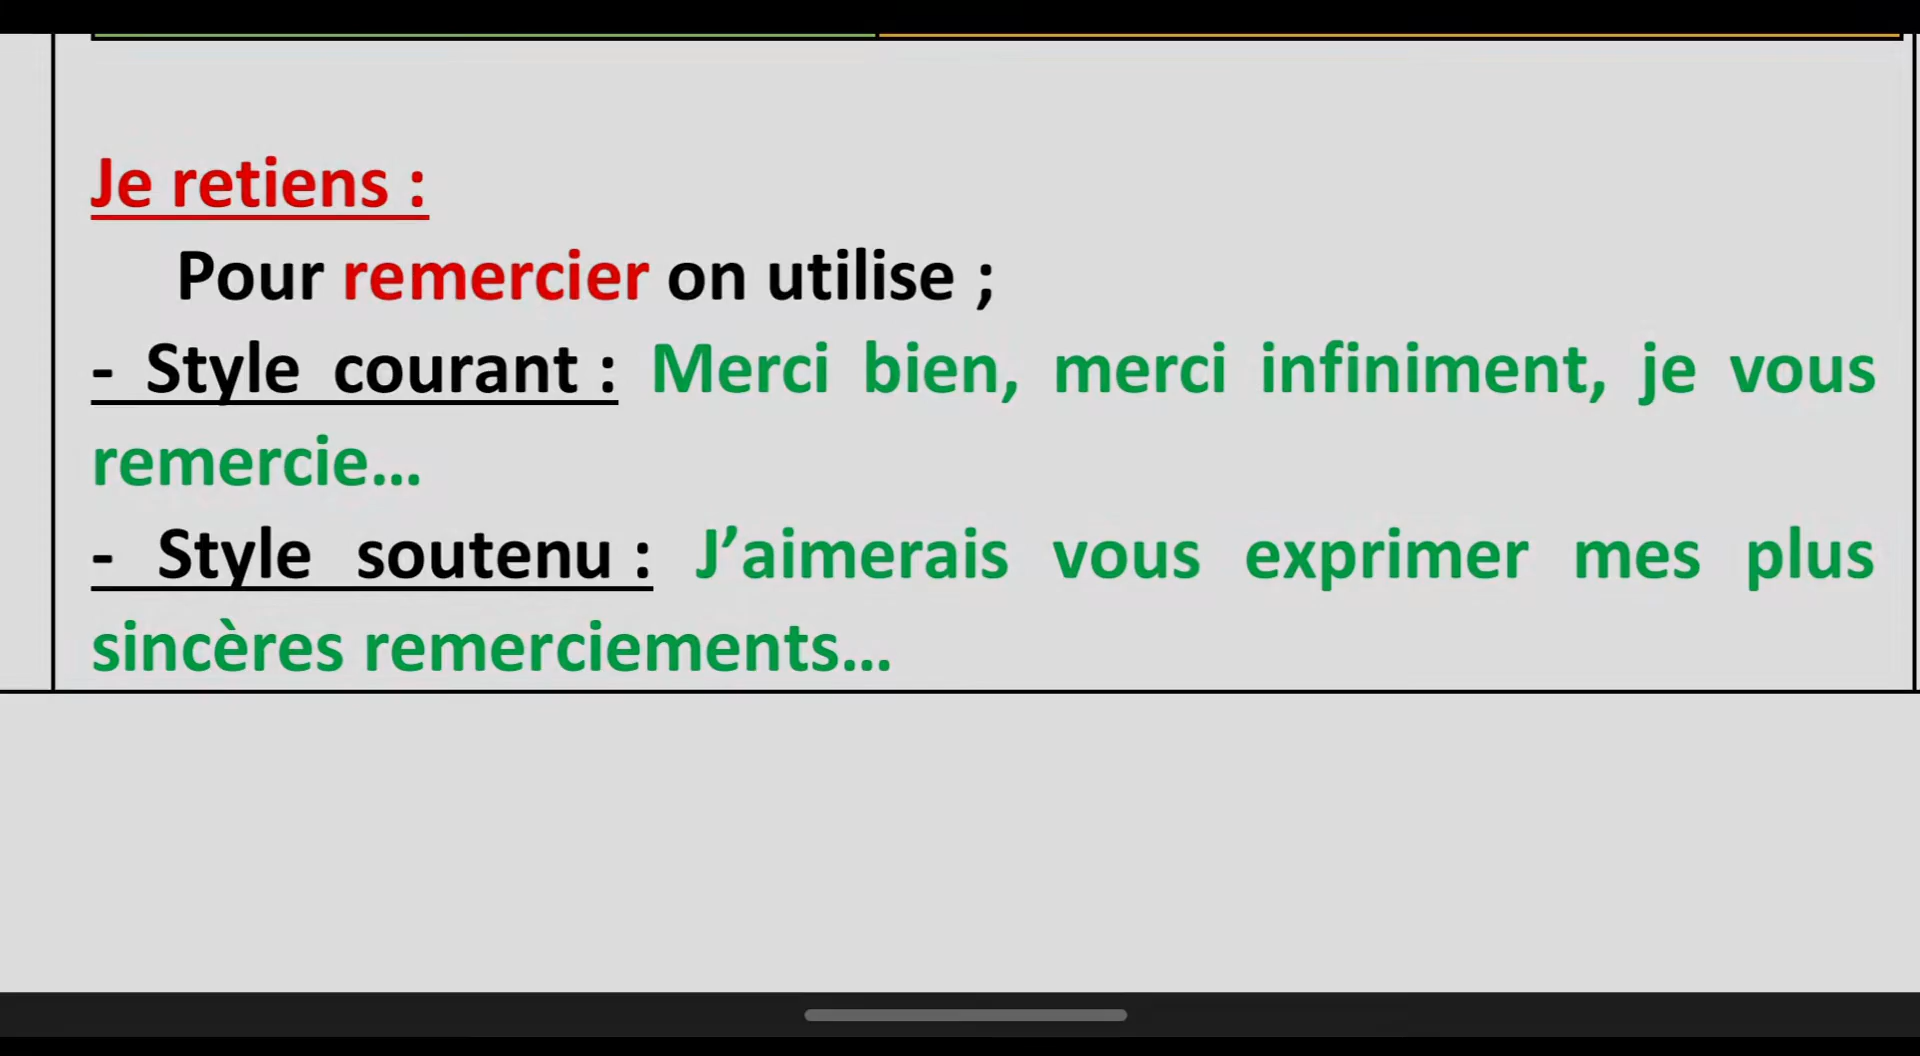 Je retiens :
Pour remercier on utilise ;
- Style courant : Merci bien, merci infiniment, je vous
remercie...
- Style soutenu : J’aimerais vous exprimer mes plus
sincères remerciements...